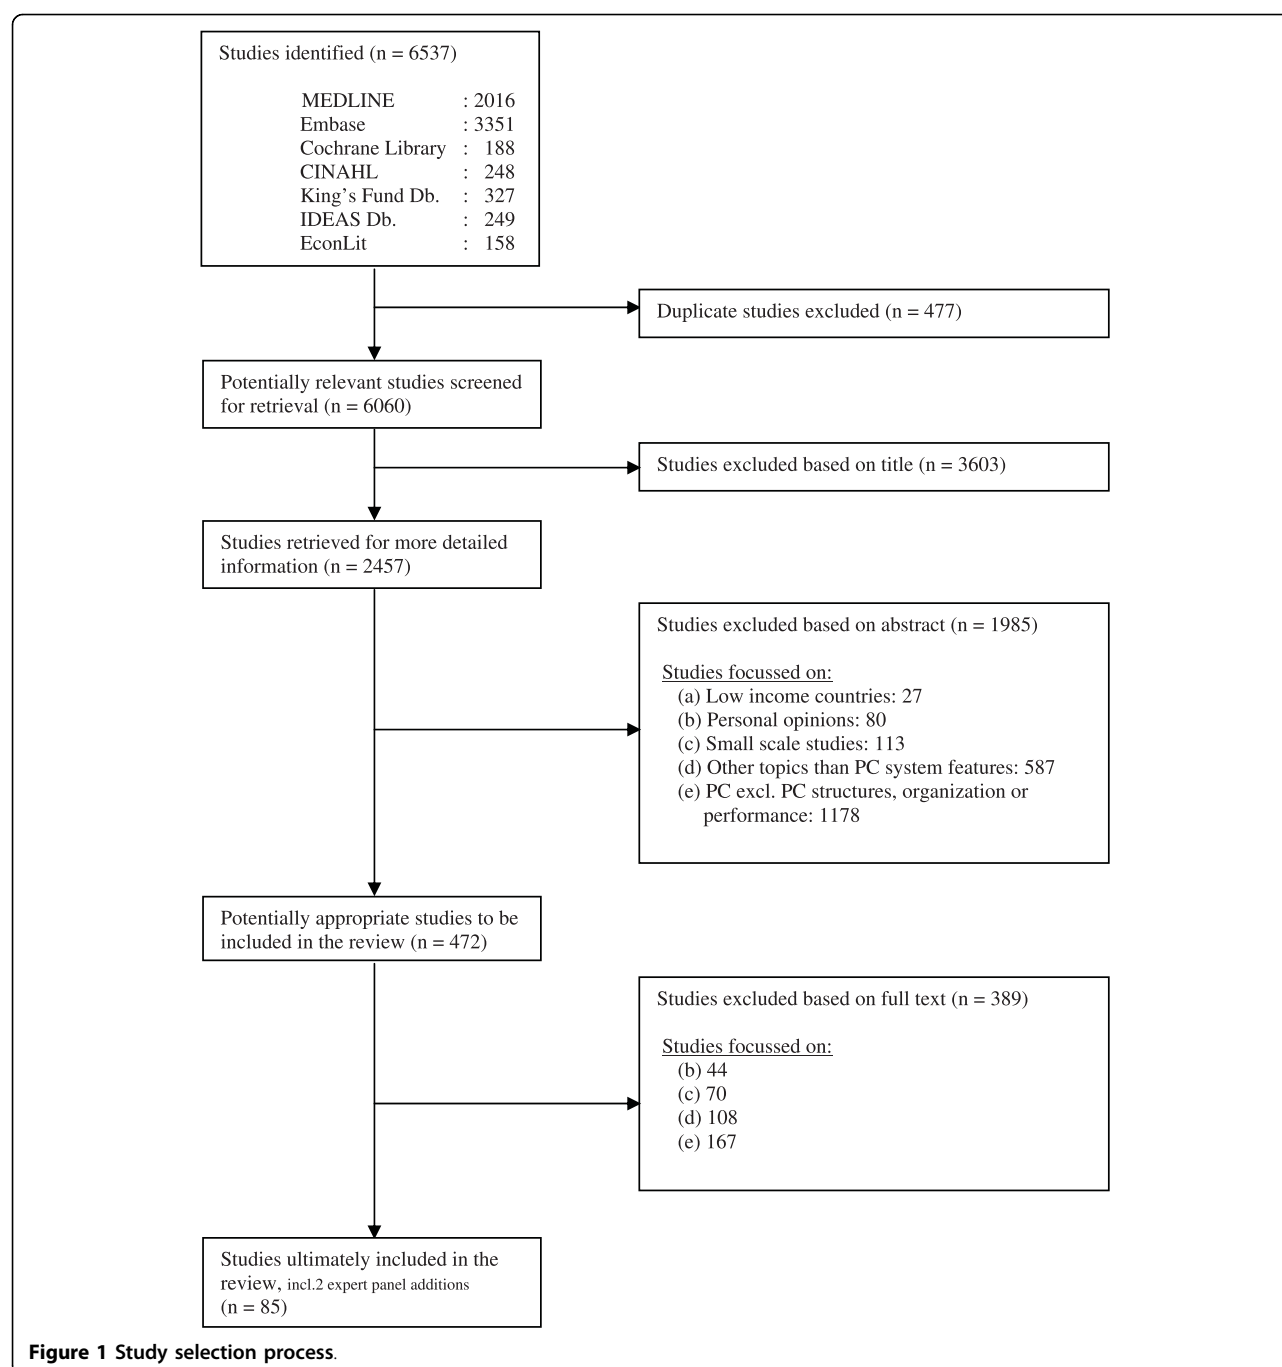 Studies identified (n = 6537)
MEDLINE : 2016
Embase : 3351
Cochrane Library : 188
CINAHL : 248
King's Fund Db. : 327
IDEAS Db. : 249
EconLit : 158
Duplicate studies excluded (n = 477)
Potentially relevant studies screened
for retrieval (n = 6060)
Studies excluded based on title (n = 3603)
Studies retrieved for more detailed
information (n = 2457)
Studies excluded based on abstract (n = 1985)
Studies focussed on:
(a) Low income countries: 27
(b) Personal opinions: 80
(c) Small scale studies: 113
(d) Other topics than PC system features: 587
(e) PC excl. PC structures, organization or
performance: 1178
Potentially appropriate studies to be
included in the review (n = 472)
Studies excluded based on full text (n = 389)
Studies focussed on:
(b) 44
(c) 70
(d) 108
(e) 167
Studies ultimately included in the
review, incl.2 expert panel additions
(n = 85)
Figure 1 Study selection process.